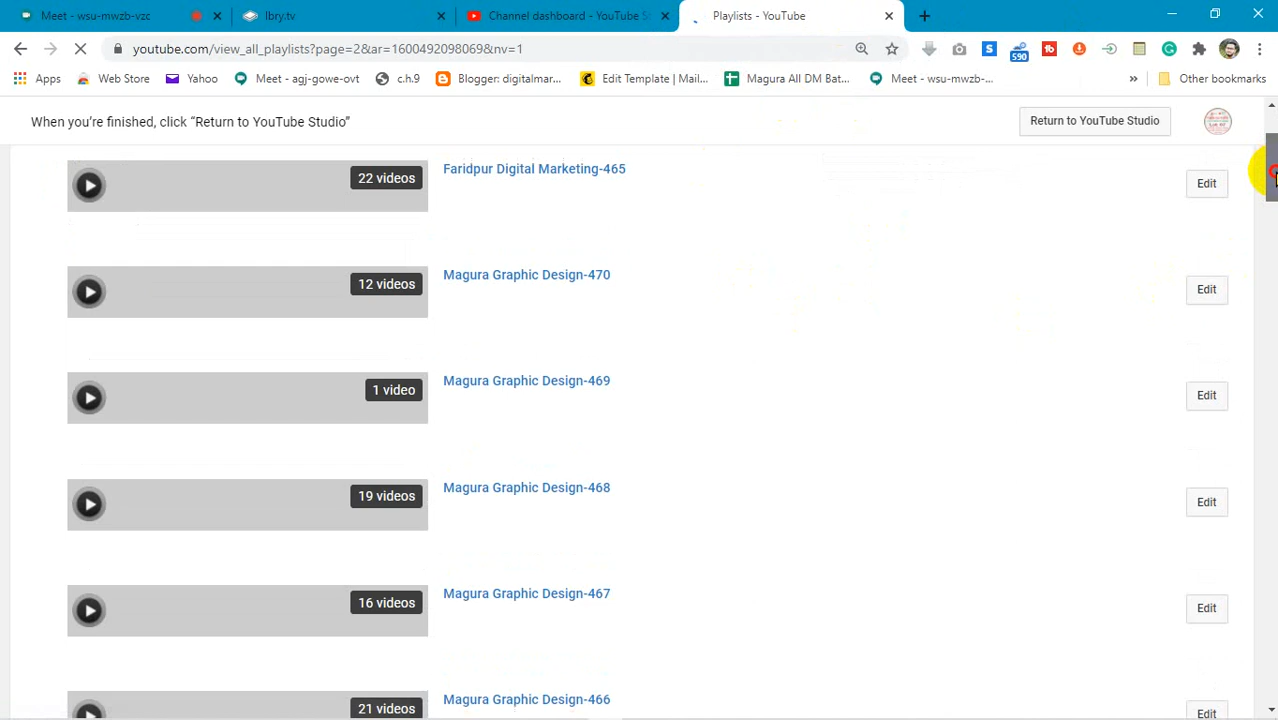 Meet - wsu-mwzb-vzc
lbry.tv
Channel dashboard - YouTube S
Playlists - YouTube
youtube.com/view_all_playlists?page=2&ar=1600492098069&nv=1
590
Apps
Web Store
Yahoo
Meet - agj-gowe-ovt
c.h.9
Blogger: digitalmar...
Edit Template | Mail...
Magura All DM Bat...
Meet - wsu-mwzb-...
»
Other bookmarks
When you're finished, click “Return to YouTube Studio”
Return to YouTube Studio
22 videos
Faridpur Digital Marketing-465
Edit
12 videos
Magura Graphic Design-470
Edit
1 video
Magura Graphic Design-469
Edit
19 videos
Magura Graphic Design-468
Edit
16 videos
Magura Graphic Design-467
Edit
21 videos
Magura Graphic Design-466
Edit